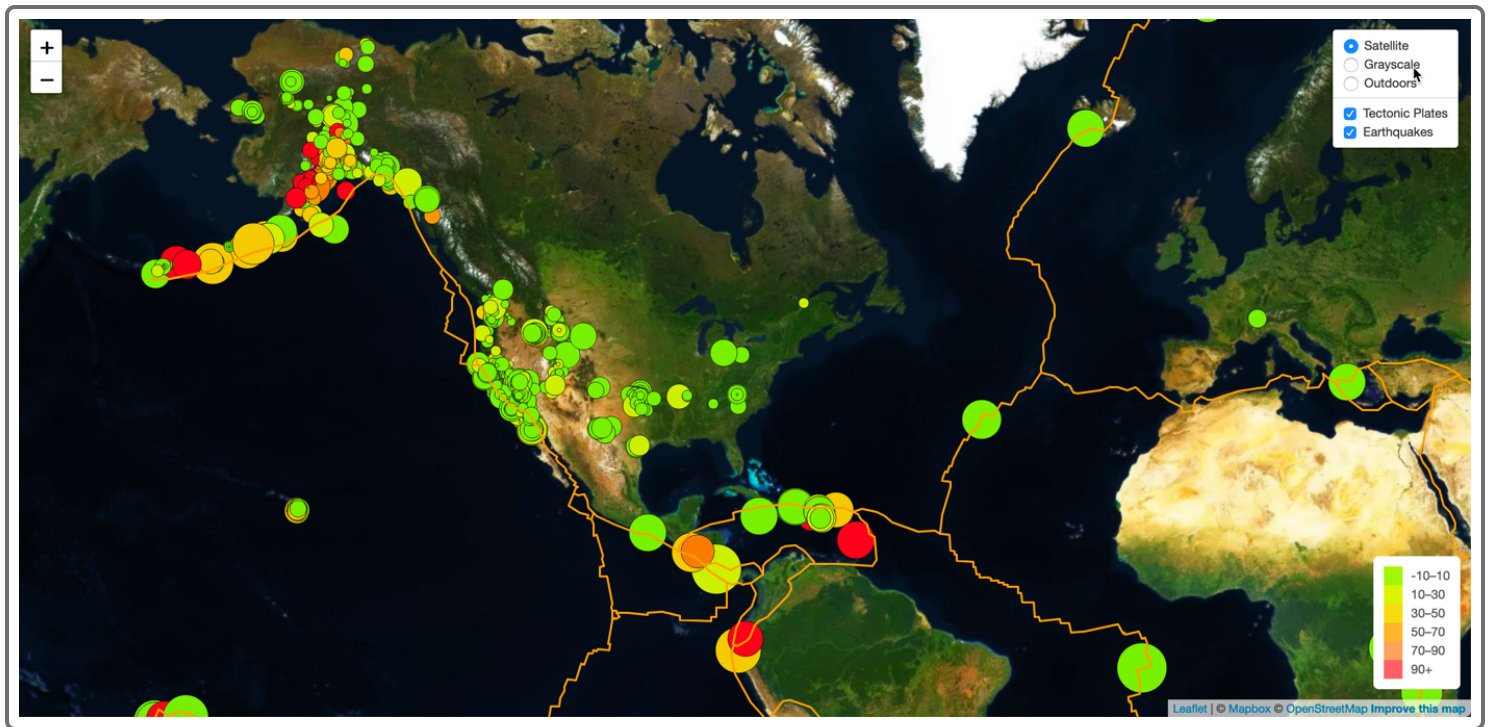 +
−
Satellite
Grayscale
Outdoors
Tectonic Plates
Earthquakes
-10–10
10–30
30–50
50–70
70–90
90+
Leaflet | © Mapbox © OpenStreetMap Improve this map